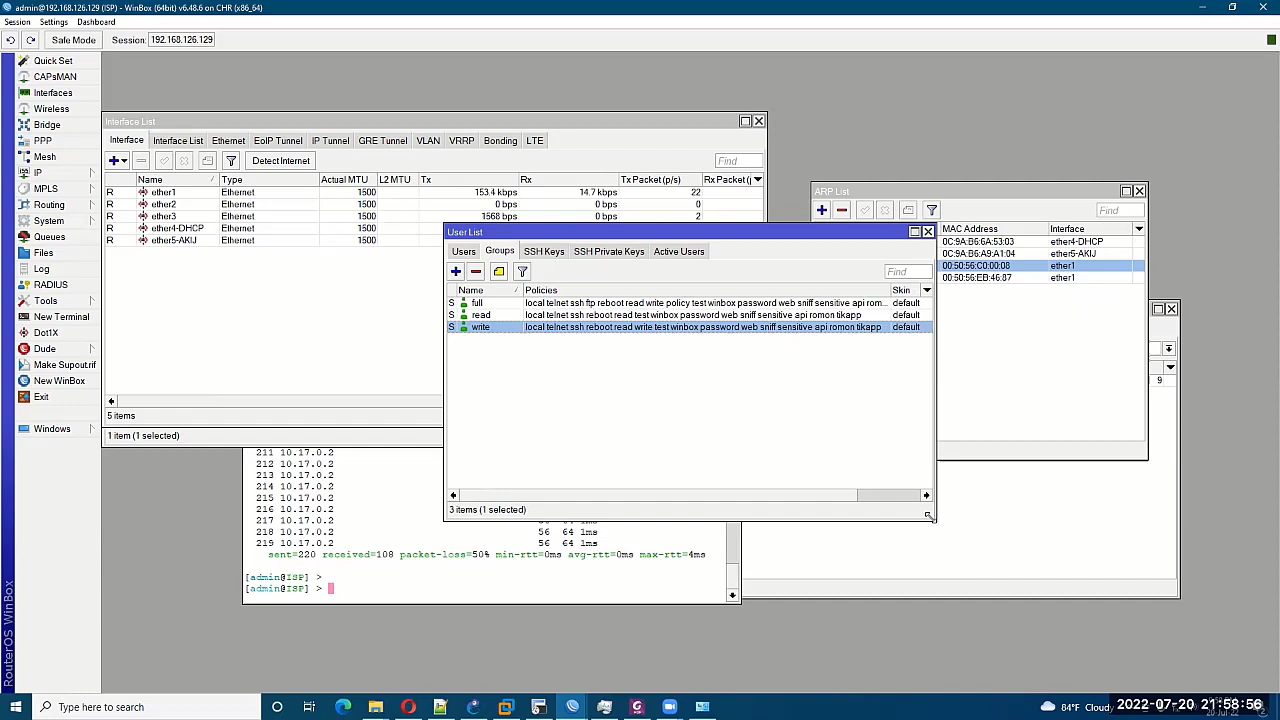 admin@192.168.126.129 (ISP) - WinBox (64bit) v6.48.6 on CHR (x86_64)
Session Settings Dashboard
Safe Mode Session: 192.168.126.129
Quick Set
CAPsMAN
Interfaces
Wireless
Bridge
PPP
Mesh
IP
MPLS
Routing
System
Queues
Files
Log
RADIUS
Tools
New Terminal
Dot1X
Dude
Make Supout.rif
New WinBox
Exit
Windows
RouterOS WinBox
Interface List
Interface Interface List Ethernet EoIP Tunnel IP Tunnel GRE Tunnel VLAN VRRP Bonding LTE
Detect Internet Find
Name Type Actual MTU L2 MTU Tx Rx Tx Packet (p/s) Rx Packet (
R ether1 Ethernet 1500 153.4 kbps 14.7 kbps 22
R ether2 Ethernet 1500 0 bps 0 bps 0
R ether3 Ethernet 1500 1568 bps 0 bps 2
R ether4-DHCP Ethernet 1500
R ether5-AKIJ Ethernet 1500
5 items
1 item (1 selected)
User List
Users Groups SSH Keys SSH Private Keys Active Users
Find
Name Policies Skin
S full local telnet ssh ftp reboot read write policy test winbox password web sniff sensitive api rom... default
S read local telnet ssh reboot read test winbox password web sniff sensitive api romon tikapp default
S write local telnet ssh reboot read write test winbox password web sniff sensitive api romon tikapp default
3 items (1 selected)
ARP List
Find
MAC Address Interface
0C:9A:B6:6A:53:03 ether4-DHCP
0C:9A:B6:A9:A1:04 ether5-AKIJ
00:50:56:C0:00:08 ether1
00:50:56:EB:46:87 ether1
9
211 10.17.0.2
212 10.17.0.2
213 10.17.0.2
214 10.17.0.2
215 10.17.0.2
216 10.17.0.2
217 10.17.0.2
218 10.17.0.2 56 64 1ms
219 10.17.0.2 56 64 1ms
sent=220 received=108 packet-loss=50% min-rtt=0ms avg-rtt=0ms max-rtt=4ms
[admin@ISP] >
[admin@ISP] >
Type here to search
84°F Cloudy
2022-07-20 21:58:56